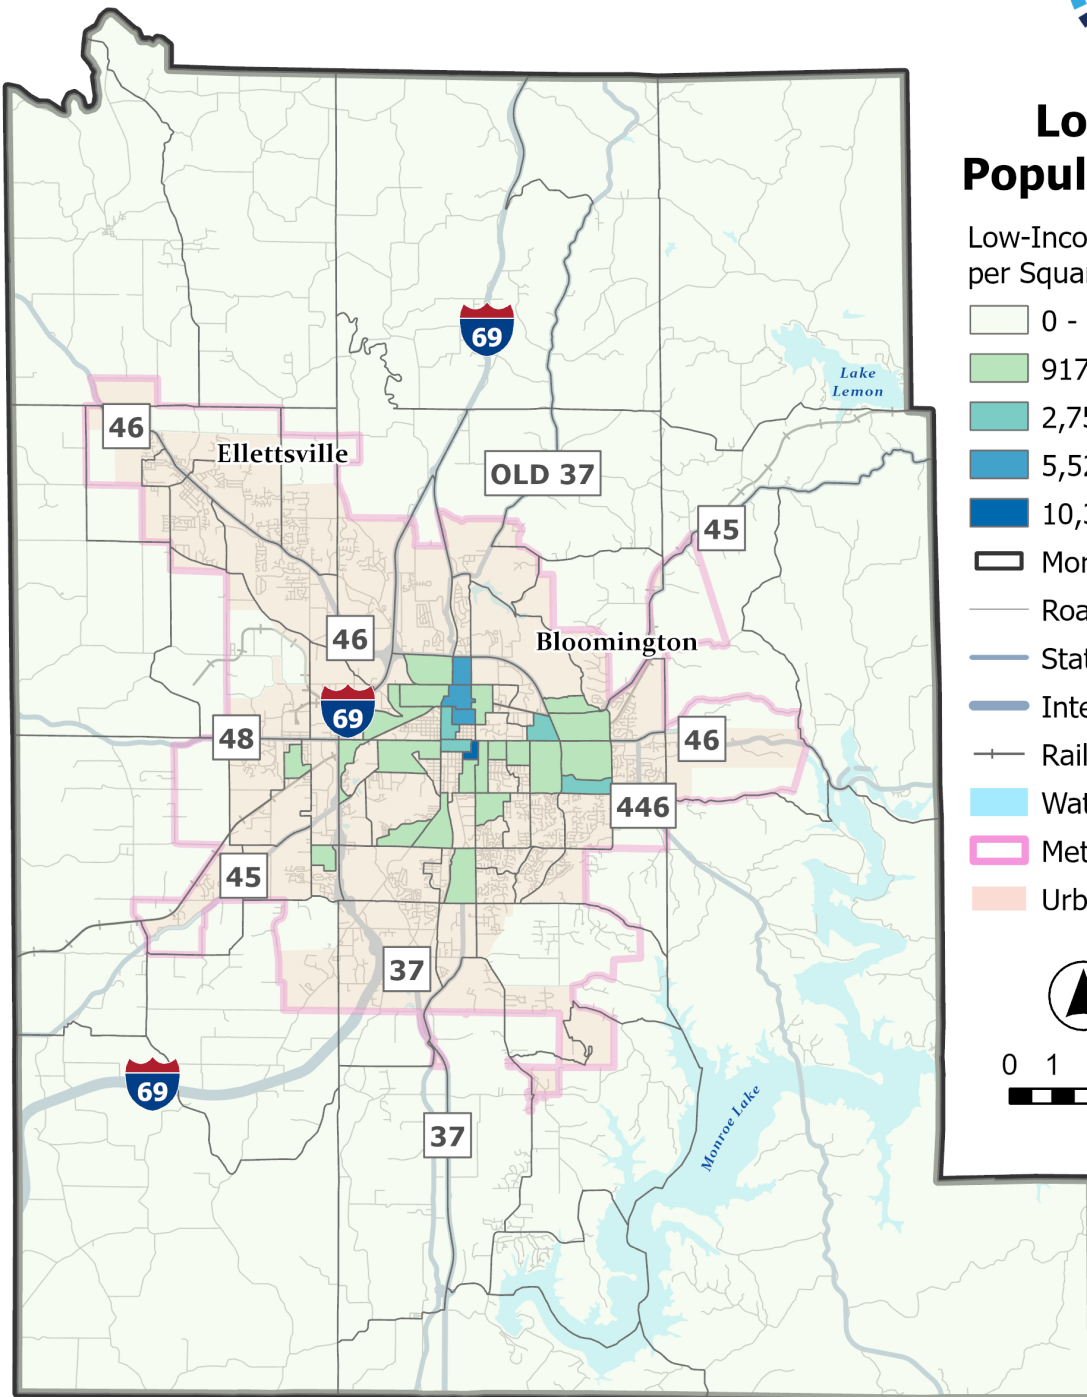 Lo
Popul
Low-Inco
per Squa
0 -
917
2,75
5,52
10,3
Mon
Roa
Stat
Inte
Rail
Wat
Met
Urb
0 1
69
Lake
Lemon
46
Ellettsville
OLD 37
45
46
Bloomington
69
48
46
446
45
37
69
Monroe Lake
37